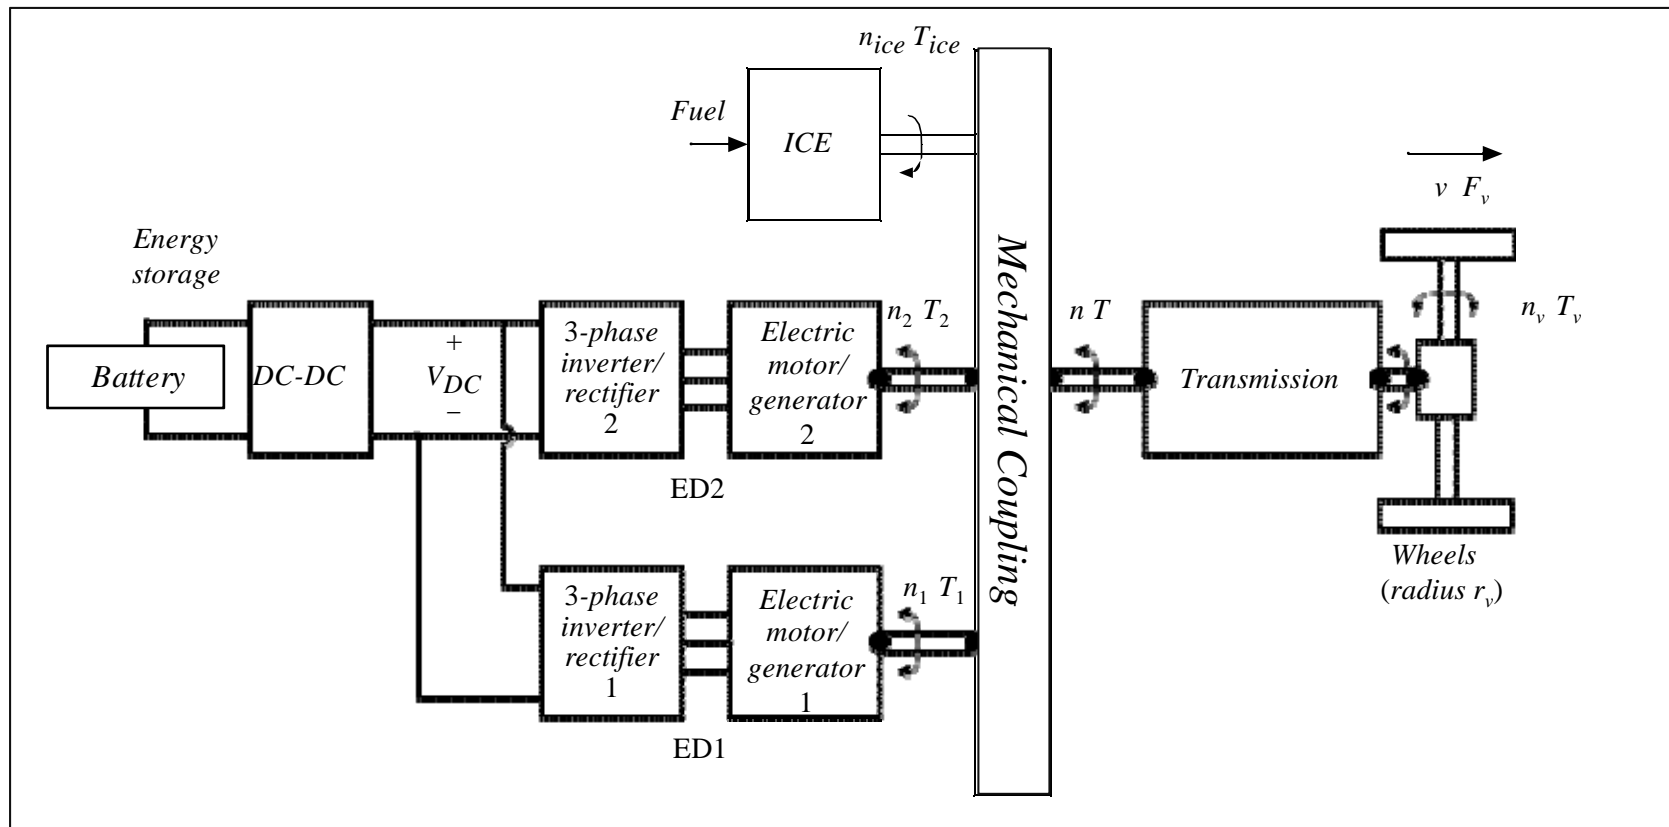 n_ice T_ice
Fuel
ICE
v F_v
Energy
storage
Battery
DC-DC
+
V_DC
−
3-phase
inverter/
rectifier
2
Electric
motor/
generator
2
n_2 T_2
ED2
Mechanical Coupling
n T
Transmission
n_v T_v
Wheels
(radius r_v)
3-phase
inverter/
rectifier
1
Electric
motor/
generator
1
n_1 T_1
ED1